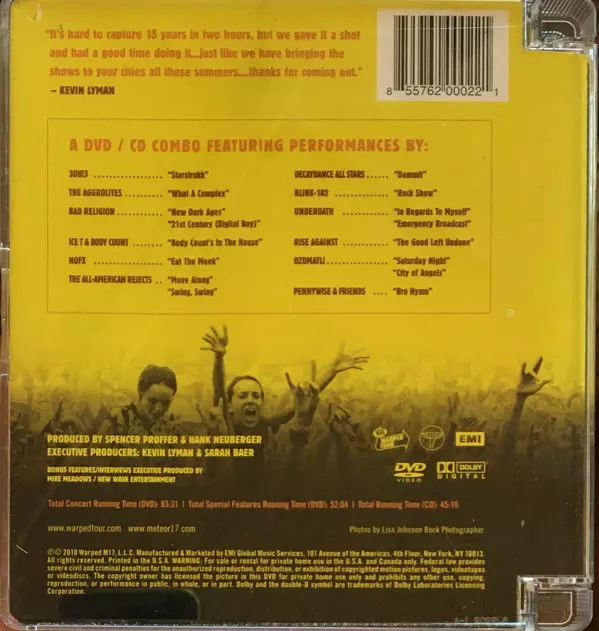 "It's hard to capture 15 years in two hours, but we gave it a shot
and had a good time doing it...just like we have bringing the
shows to your cities all these summers...thanks for coming out."
– KEVIN LYMAN
8 55762 00022 1
A DVD / CD COMBO FEATURING PERFORMANCES BY:
3OH!3 ................ "Starstrukk"
THE AGGROLITES .......... "What A Complex"
BAD RELIGION ............ "New Dark Ages"
"21st Century (Digital Boy)"
ICE T & BODY COUNT ....... "Body Count's In The House"
NOFX ................ "Eat The Meek"
THE ALL-AMERICAN REJECTS .. "Move Along"
"Swing, Swing"
DECAYDANCE ALL STARS ...... "Dammit"
BLINK-182 .............. "Rock Show"
UNDEROATH ............ "In Regards To Myself"
"Emergency Broadcast"
RISE AGAINST ............ "The Good Left Undone"
OZOMATLI .............. "Saturday Night"
"City of Angels"
PENNYWISE & FRIENDS .... "Bro Hymn"
PRODUCED BY SPENCER PROFFER & HANK NEUBERGER
EXECUTIVE PRODUCERS: KEVIN LYMAN & SARAH BAER
BONUS FEATURES/INTERVIEWS EXECUTIVE PRODUCED BY
MIKE MEADOWS / NEW WAVE ENTERTAINMENT
WARPED TOUR
EMI
DVD VIDEO
DOLBY DIGITAL
Total Concert Running Time (DVD): 93:31 | Total Special Features Running Time (DVD): 52:04 | Total Running Time (CD): 45:16
www.warpedtour.com www.meteor17.com
Photos by Lisa Johnson Rock Photographer
℗© 2010 Warped M17, L.L.C. Manufactured & Marketed by EMI Global Music Services, 101 Avenue of the Americas, 4th Floor, New York, NY 10013.
All rights reserved. Printed in the U.S.A. WARNING: For sale or rental for private home use in the U.S.A. and Canada only. Federal law provides
severe civil and criminal penalties for the unauthorized reproduction, distribution, or exhibition of copyrighted motion pictures, logos, videotapes
or videodiscs. The copyright owner has licensed the picture in this DVD for private home use only and prohibits any other use, copying,
reproduction, or performance in public, in whole, or in part. Dolby and the double-D symbol are trademarks of Dolby Laboratories Licensing
Corporation.